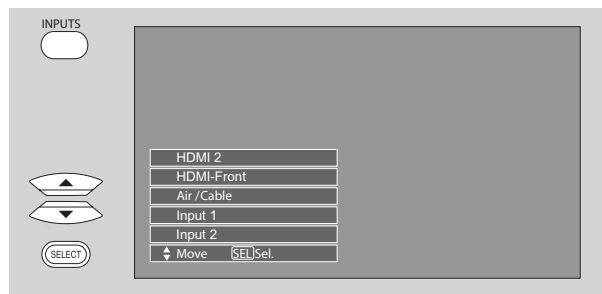 INPUTS
HDMI 2
HDMI-Front
Air /Cable
Input 1
Input 2
Move SEL Sel.
SELECT